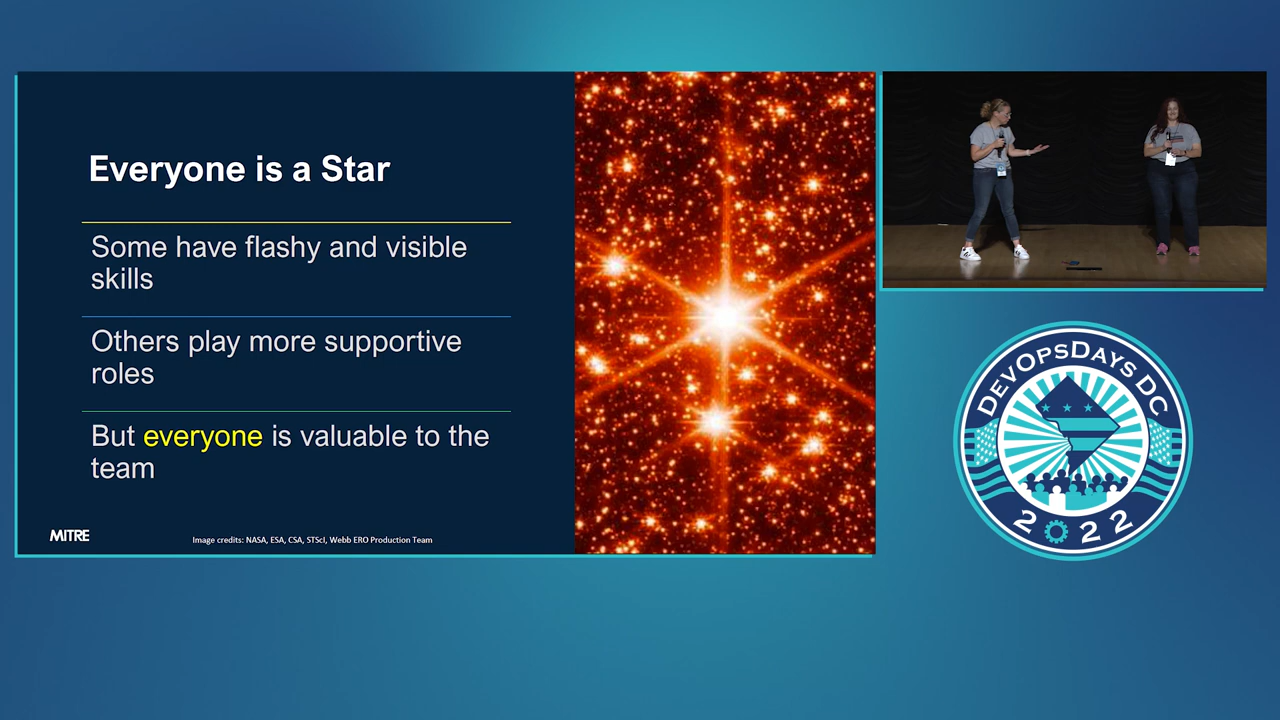 Everyone is a Star
Some have flashy and visible
skills
Others play more supportive
roles
But everyone is valuable to the
team
MITRE
Image credits: NASA, ESA, CSA, STScI, Webb ERO Production Team
DEVOPSDAYS DC
2022